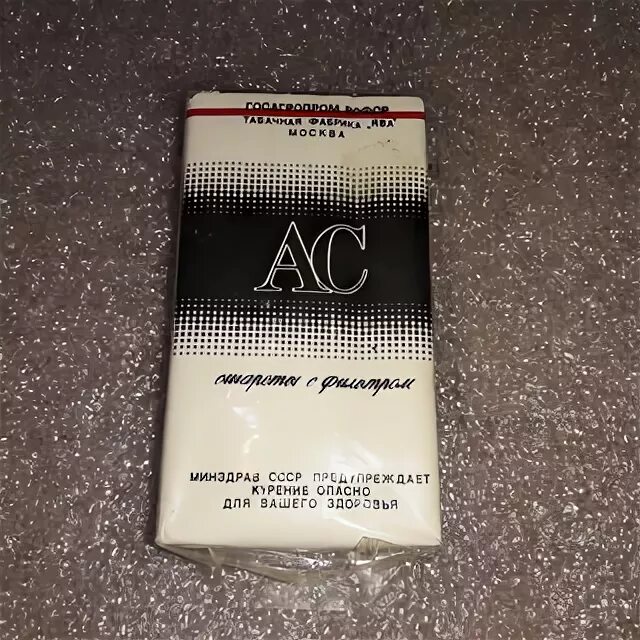 ГОСАГРОПРОМ РСФСР
ТАБАЧНАЯ ФАБРИКА „ЯВА"
МОСКВА
АС
сигареты с фильтром
МИНЗДРАВ СССР ПРЕДУПРЕЖДАЕТ
КУРЕНИЕ ОПАСНО
ДЛЯ ВАШЕГО ЗДОРОВЬЯ